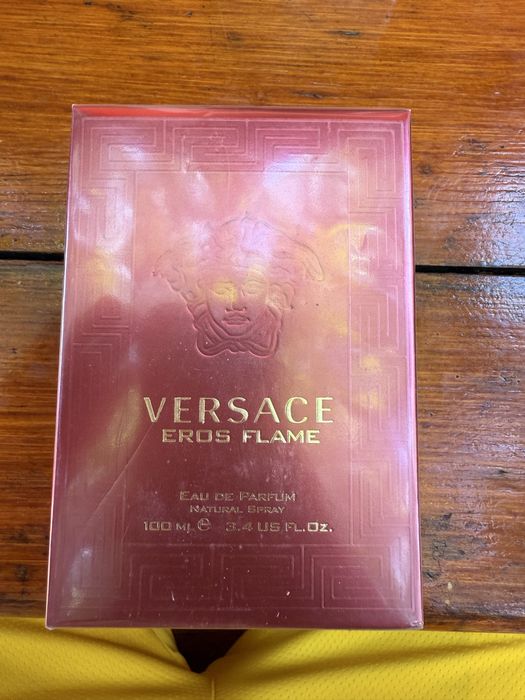 VERSACE
EROS FLAME
EAU DE PARFUM
NATURAL SPRAY
100 ML ℮ 3.4 US FL.OZ.